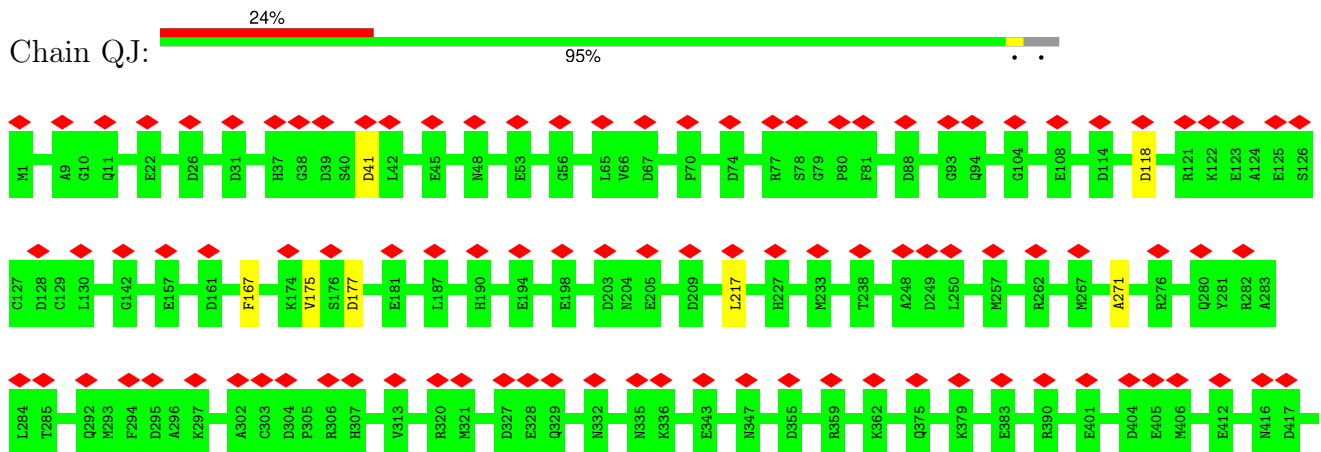 24%
Chain QJ:
95%
• •
M1 A9 G10 Q11 E22 D26 D31 H37 G38 D39 S40 D41 L42 E45 N48 E53 G56 L65 V66 D67 P70 D74 R77 S78 G79 P80 F81 D88 G93 Q94 G104 E108 D114 D118 R121 K122 E123 A124 E125 S126
C127 D128 C129 L130 G142 E157 D161 F167 K174 V175 S176 D177 E181 L187 H190 E194 E198 D203 N204 E205 D209 L217 H227 M233 T238 A248 D249 L250 M257 R262 M267 A271 R276 Q280 Y281 R282 A283
L284 T285 Q292 M293 F294 D295 A296 K297 A302 C303 D304 P305 R306 H307 V313 R320 M321 D327 E328 Q329 N332 N335 K336 E343 N347 D355 R359 K362 Q375 K379 E383 R390 E401 D404 E405 M406 E412 N416 D417